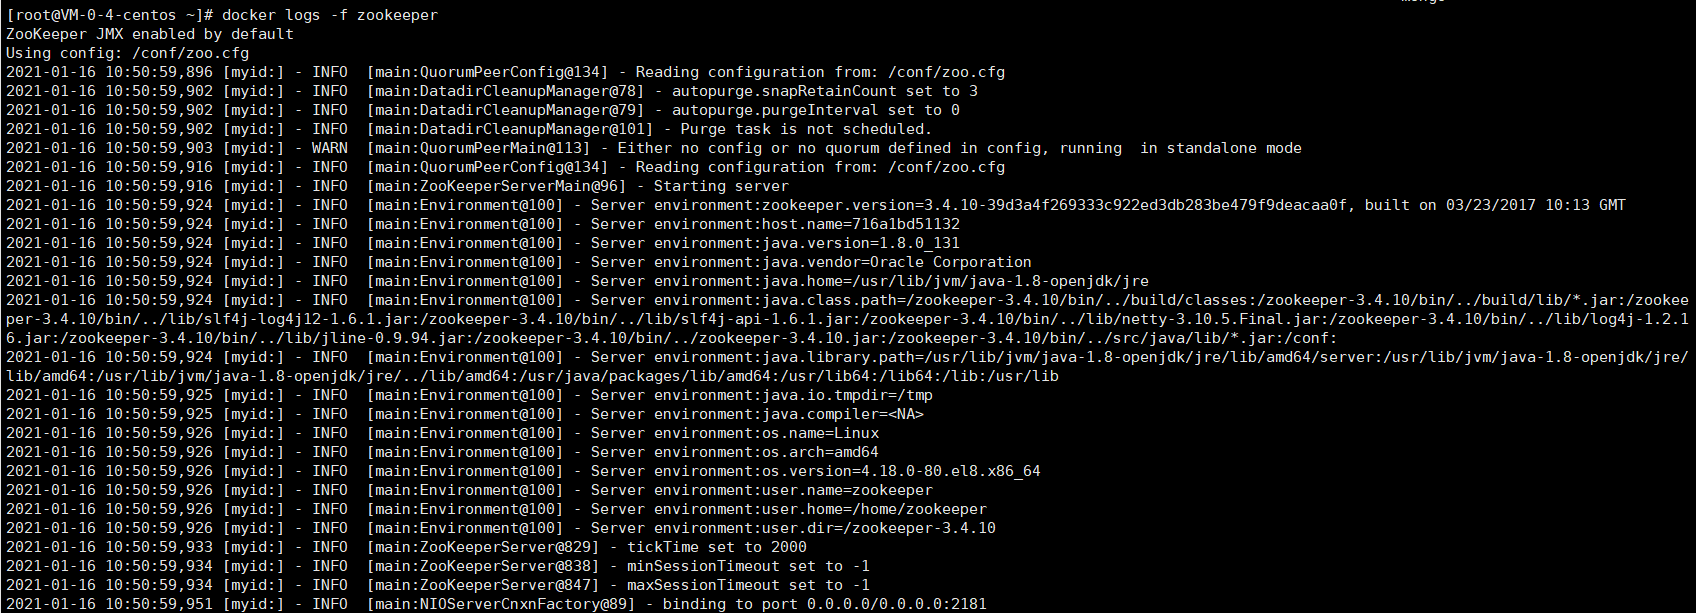 [root@VM-0-4-centos ~]# docker logs -f zookeeper
ZooKeeper JMX enabled by default
Using config: /conf/zoo.cfg
2021-01-16 10:50:59,896 [myid:] - INFO  [main:QuorumPeerConfig@134] - Reading configuration from: /conf/zoo.cfg
2021-01-16 10:50:59,902 [myid:] - INFO  [main:DatadirCleanupManager@78] - autopurge.snapRetainCount set to 3
2021-01-16 10:50:59,902 [myid:] - INFO  [main:DatadirCleanupManager@79] - autopurge.purgeInterval set to 0
2021-01-16 10:50:59,902 [myid:] - INFO  [main:DatadirCleanupManager@101] - Purge task is not scheduled.
2021-01-16 10:50:59,903 [myid:] - WARN  [main:QuorumPeerMain@113] - Either no config or no quorum defined in config, running  in standalone mode
2021-01-16 10:50:59,916 [myid:] - INFO  [main:QuorumPeerConfig@134] - Reading configuration from: /conf/zoo.cfg
2021-01-16 10:50:59,916 [myid:] - INFO  [main:ZooKeeperServerMain@96] - Starting server
2021-01-16 10:50:59,924 [myid:] - INFO  [main:Environment@100] - Server environment:zookeeper.version=3.4.10-39d3a4f269333c922ed3db283be479f9deacaa0f, built on 03/23/2017 10:13 GMT
2021-01-16 10:50:59,924 [myid:] - INFO  [main:Environment@100] - Server environment:host.name=716a1bd51132
2021-01-16 10:50:59,924 [myid:] - INFO  [main:Environment@100] - Server environment:java.version=1.8.0_131
2021-01-16 10:50:59,924 [myid:] - INFO  [main:Environment@100] - Server environment:java.vendor=Oracle Corporation
2021-01-16 10:50:59,924 [myid:] - INFO  [main:Environment@100] - Server environment:java.home=/usr/lib/jvm/java-1.8-openjdk/jre
2021-01-16 10:50:59,924 [myid:] - INFO  [main:Environment@100] - Server environment:java.class.path=/zookeeper-3.4.10/bin/../build/classes:/zookeeper-3.4.10/bin/../build/lib/*.jar:/zookee
per-3.4.10/bin/../lib/slf4j-log4j12-1.6.1.jar:/zookeeper-3.4.10/bin/../lib/slf4j-api-1.6.1.jar:/zookeeper-3.4.10/bin/../lib/netty-3.10.5.Final.jar:/zookeeper-3.4.10/bin/../lib/log4j-1.2.1
6.jar:/zookeeper-3.4.10/bin/../lib/jline-0.9.94.jar:/zookeeper-3.4.10/bin/../zookeeper-3.4.10.jar:/zookeeper-3.4.10/bin/../src/java/lib/*.jar:/conf:
2021-01-16 10:50:59,924 [myid:] - INFO  [main:Environment@100] - Server environment:java.library.path=/usr/lib/jvm/java-1.8-openjdk/jre/lib/amd64/server:/usr/lib/jvm/java-1.8-openjdk/jre/
lib/amd64:/usr/lib/jvm/java-1.8-openjdk/jre/../lib/amd64:/usr/java/packages/lib/amd64:/usr/lib64:/lib64:/lib:/usr/lib
2021-01-16 10:50:59,925 [myid:] - INFO  [main:Environment@100] - Server environment:java.io.tmpdir=/tmp
2021-01-16 10:50:59,925 [myid:] - INFO  [main:Environment@100] - Server environment:java.compiler=<NA>
2021-01-16 10:50:59,926 [myid:] - INFO  [main:Environment@100] - Server environment:os.name=Linux
2021-01-16 10:50:59,926 [myid:] - INFO  [main:Environment@100] - Server environment:os.arch=amd64
2021-01-16 10:50:59,926 [myid:] - INFO  [main:Environment@100] - Server environment:os.version=4.18.0-80.el8.x86_64
2021-01-16 10:50:59,926 [myid:] - INFO  [main:Environment@100] - Server environment:user.name=zookeeper
2021-01-16 10:50:59,926 [myid:] - INFO  [main:Environment@100] - Server environment:user.home=/home/zookeeper
2021-01-16 10:50:59,926 [myid:] - INFO  [main:Environment@100] - Server environment:user.dir=/zookeeper-3.4.10
2021-01-16 10:50:59,933 [myid:] - INFO  [main:ZooKeeperServer@829] - tickTime set to 2000
2021-01-16 10:50:59,934 [myid:] - INFO  [main:ZooKeeperServer@838] - minSessionTimeout set to -1
2021-01-16 10:50:59,934 [myid:] - INFO  [main:ZooKeeperServer@847] - maxSessionTimeout set to -1
2021-01-16 10:50:59,951 [myid:] - INFO  [main:NIOServerCnxnFactory@89] - binding to port 0.0.0.0/0.0.0.0:2181